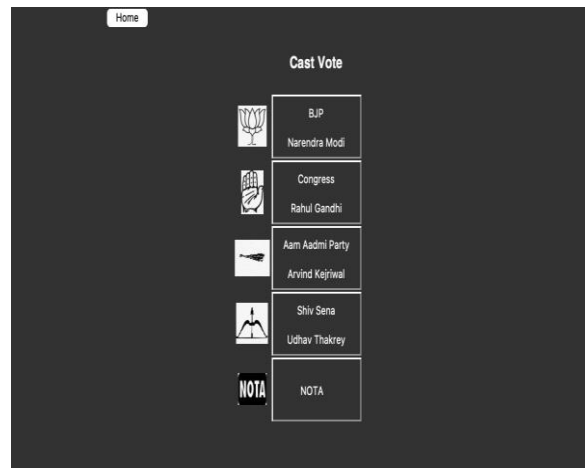 Home
Cast Vote
BJP
Narendra Modi
Congress
Rahul Gandhi
Aam Aadmi Party
Arvind Kejriwal
Shiv Sena
Udhav Thakrey
NOTA
NOTA